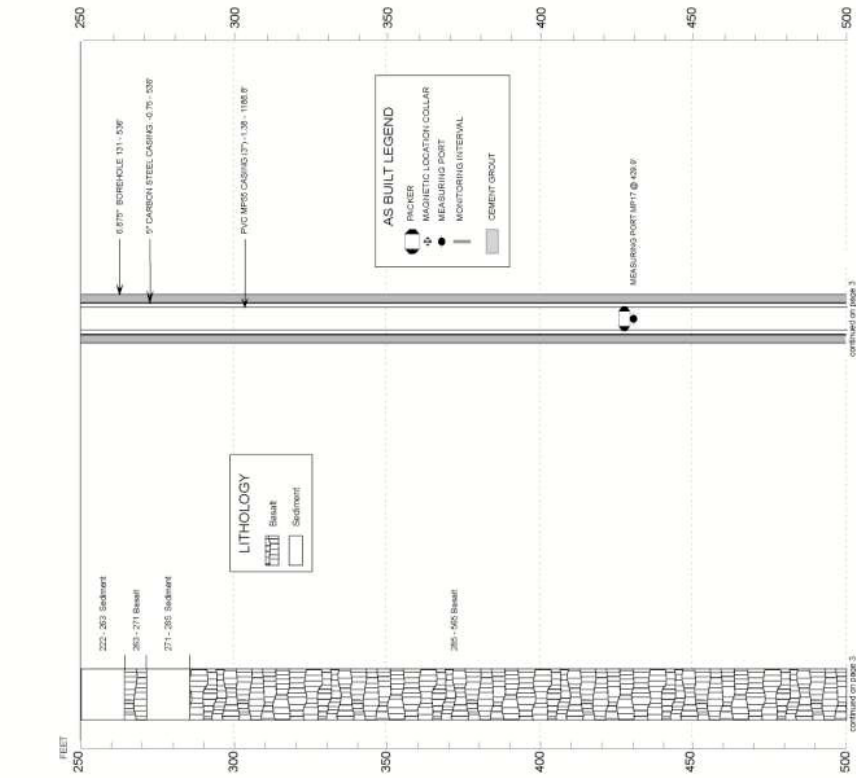 FEET
250
300
350
400
450
500
222 - 263 Sediment
263 - 271 Basalt
271 - 285 Sediment
285 - 565 Basalt
continued on page 3
LITHOLOGY
Basalt
Sediment
6.875" BOREHOLE 131 - 536'
5" CARBON STEEL CASING -0.75 - 536'
PVC MP55 CASING (3") -1.38 - 1188.8'
AS BUILT LEGEND
PACKER
MAGNETIC LOCATION COLLAR
MEASURING PORT
MONITORING INTERVAL
CEMENT GROUT
MEASURING PORT MP17 @ 429.9'
continued on page 3
250
300
350
400
450
500